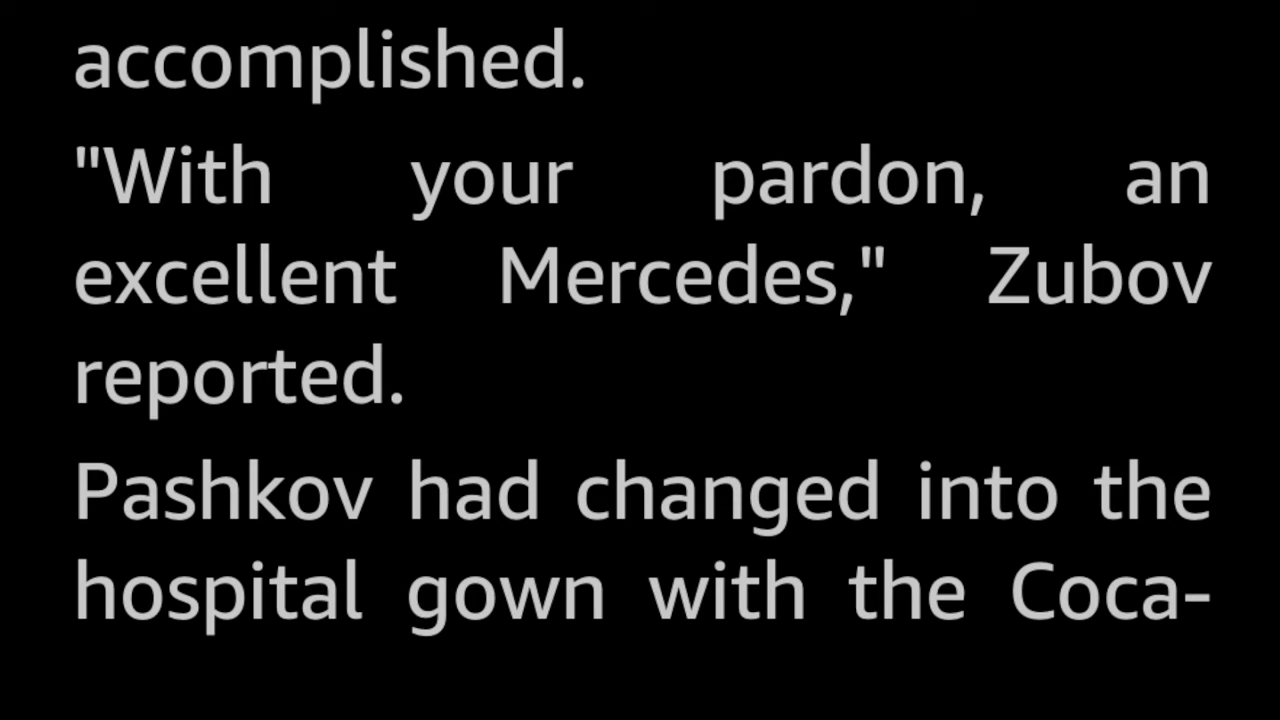 accomplished.
"With your pardon, an
excellent Mercedes," Zubov
reported.
Pashkov had changed into the
hospital gown with the Coca-